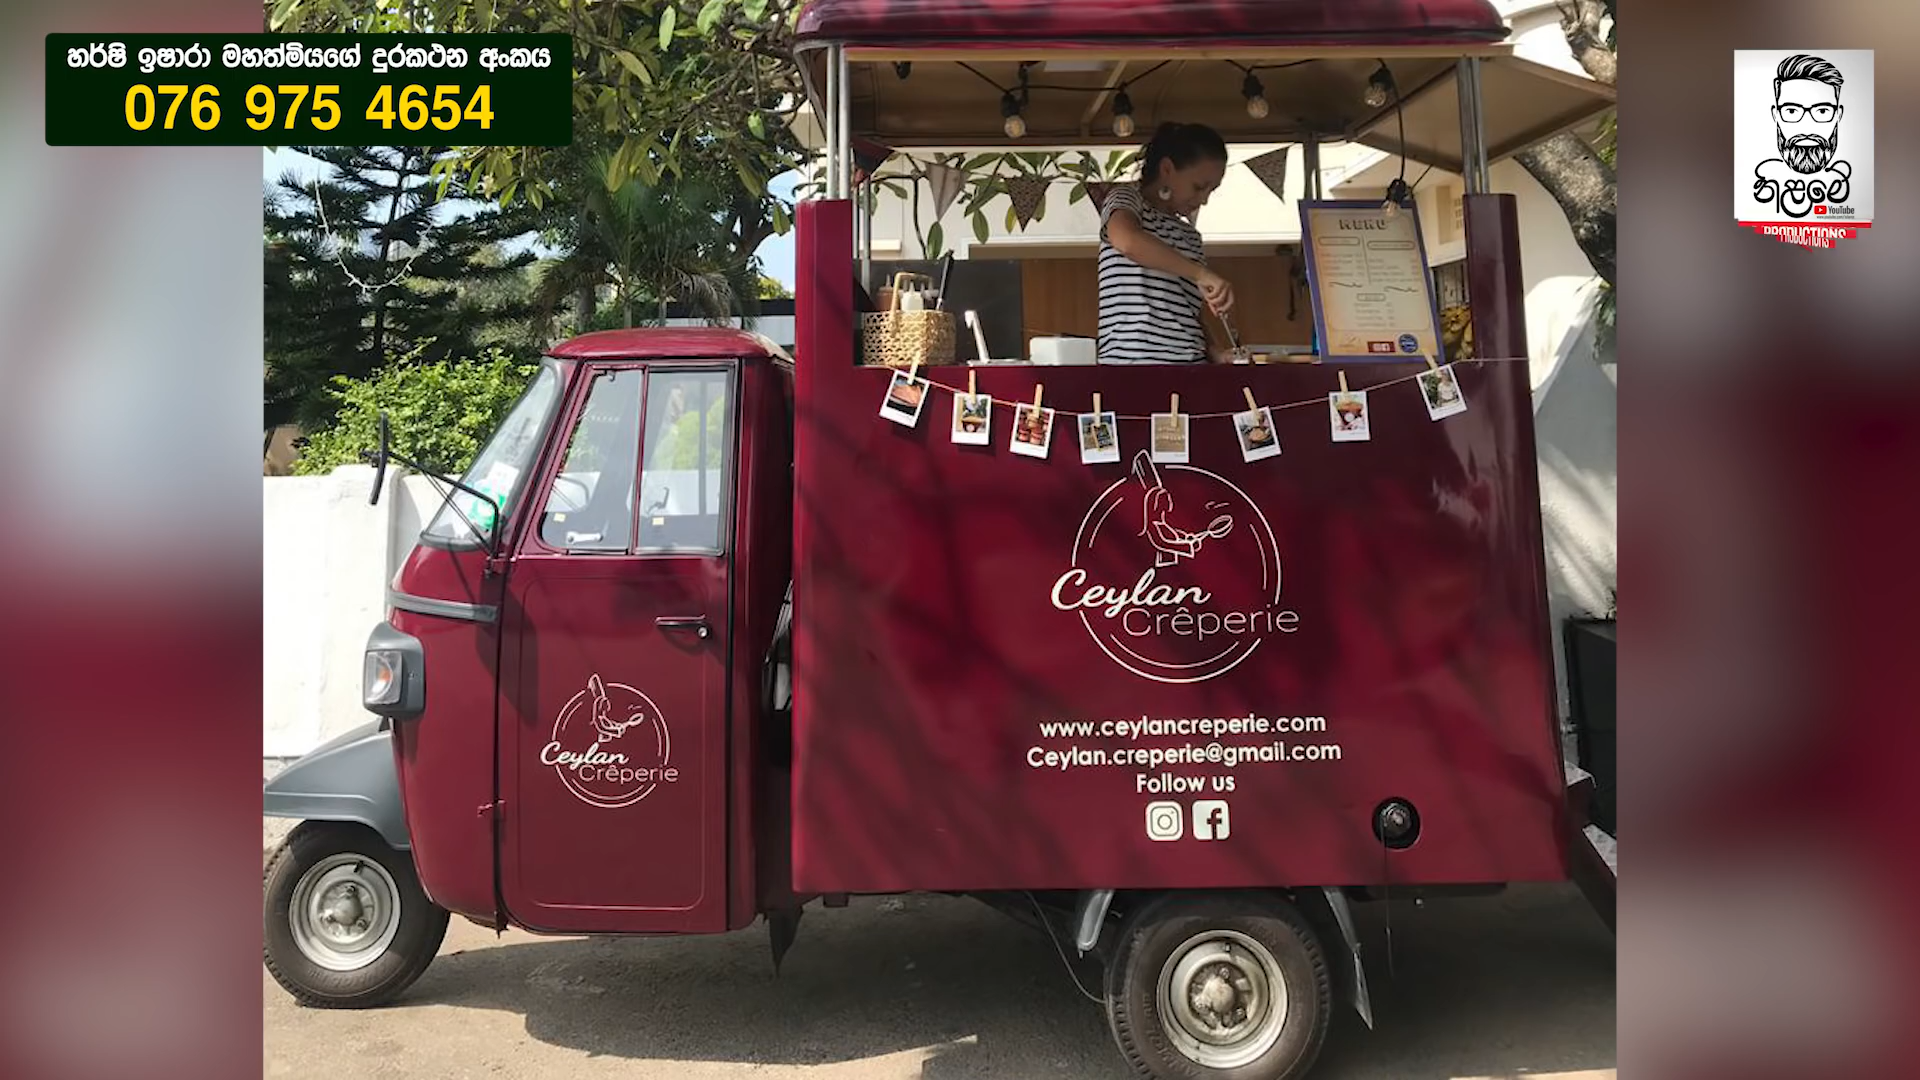 හර්ෂි ඉෂාරා මහත්මියගේ දුරකථන අංකය
076 975 4654
නිළමේ
YouTube
PRODUCTIONS
MENU
Ceylan
Crêperie
www.ceylancreperie.com
Ceylan.creperie@gmail.com
Follow us
Ceylan
Crêperie